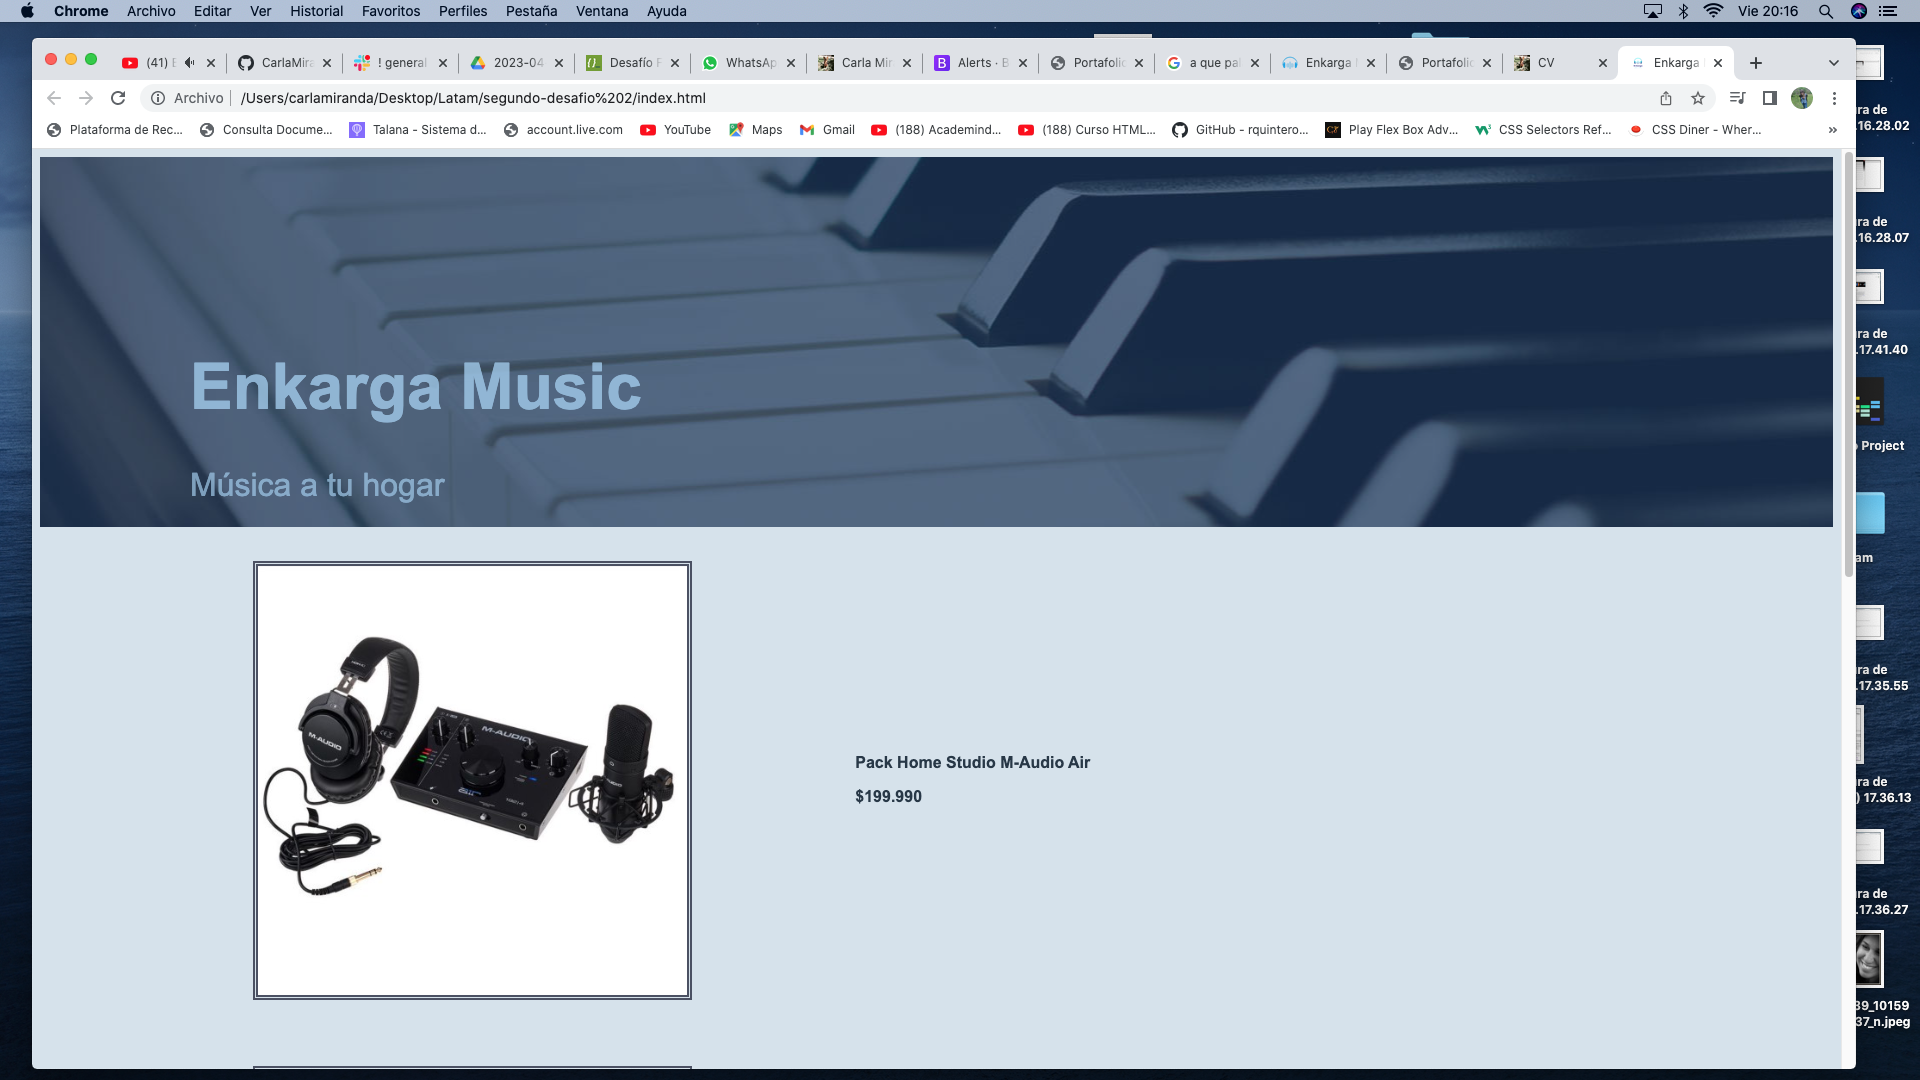 Chrome Archivo Editar Ver Historial Favoritos Perfiles Pestaña Ventana Ayuda Vie 20:16
(41) CarlaMira ! general 2023-04 Desafío WhatsAp Carla Mir Alerts · B Portafolio a que pa Enkarga Portafolio CV Enkarga
Archivo /Users/carlamiranda/Desktop/Latam/segundo-desafio%202/index.html
Plataforma de Rec... Consulta Docume... Talana - Sistema d... account.live.com YouTube Maps Gmail (188) Academind... (188) Curso HTML... GitHub - rquintero... Play Flex Box Adv... CSS Selectors Ref... CSS Diner - Wher... »
Enkarga Music
Música a tu hogar
M-AUDIO
M-AUDIO
Pack Home Studio M-Audio Air
$199.990
ra de
.16.28.02
ra de
.16.28.07
ra de
.17.41.40
Project
am
ra de
.17.35.55
ra de
) 17.36.13
ra de
.17.36.27
39_10159
37_n.jpeg